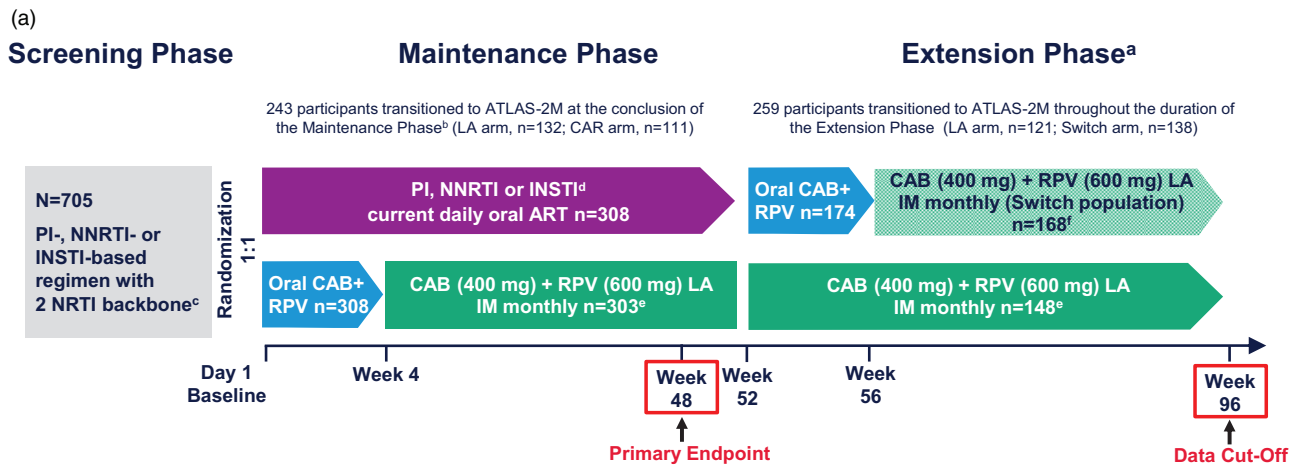 (a)
Screening Phase
Maintenance Phase
Extension Phaseᵃ
243 participants transitioned to ATLAS-2M at the conclusion of
the Maintenance Phaseᵇ (LA arm, n=132; CAR arm, n=111)
259 participants transitioned to ATLAS-2M throughout the duration of
the Extension Phase (LA arm, n=121; Switch arm, n=138)
N=705
PI-, NNRTI- or
INSTI-based
regimen with
2 NRTI backboneᶜ
Randomization
1:1
PI, NNRTI or INSTIᵈ
current daily oral ART n=308
Oral CAB+
RPV n=174
CAB (400 mg) + RPV (600 mg) LA
IM monthly (Switch population)
n=168ᶠ
Oral CAB+
RPV n=308
CAB (400 mg) + RPV (600 mg) LA
IM monthly n=303ᵉ
CAB (400 mg) + RPV (600 mg) LA
IM monthly n=148ᵉ
Day 1
Baseline
Week 4
Week
48
Week
52
Week
56
Week
96
Primary Endpoint
Data Cut-Off